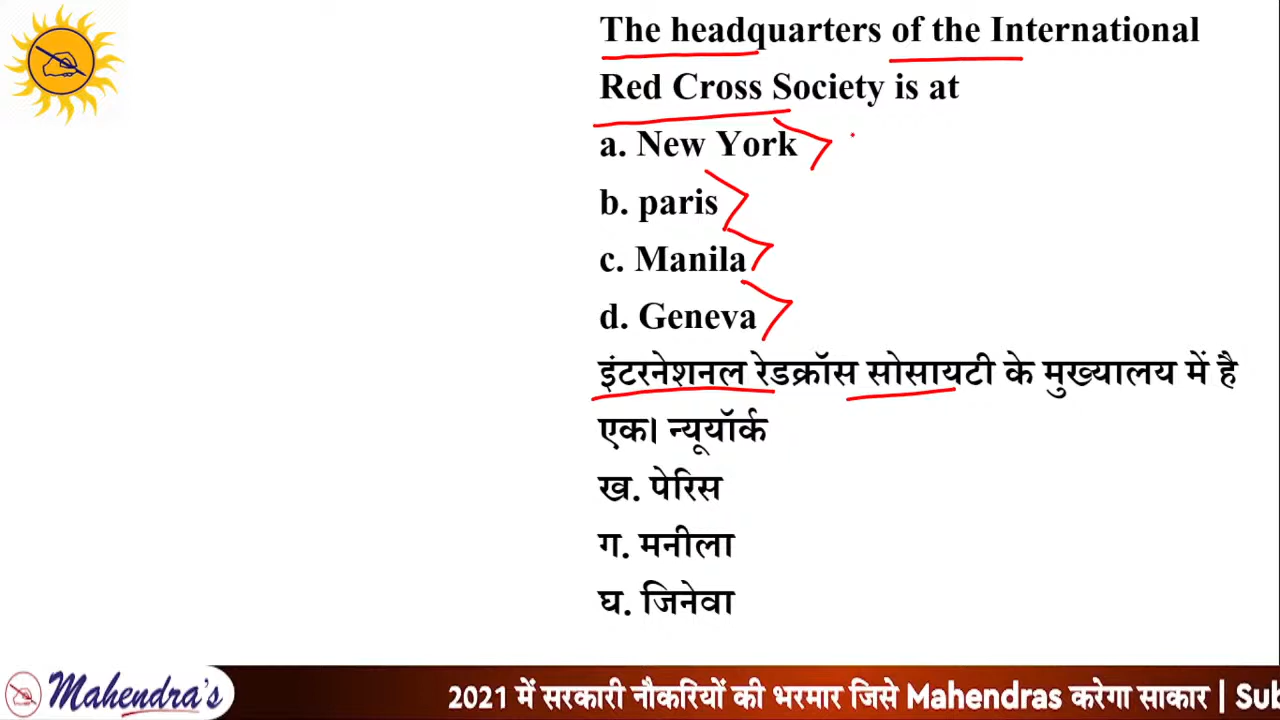 The headquarters of the International
Red Cross Society is at
a. New York
b. paris
c. Manila
d. Geneva
इंटरनेशनल रेडक्रॉस सोसायटी के मुख्यालय में है
एक। न्यूयॉर्क
ख. पेरिस
ग. मनीला
घ. जिनेवा
Mahendra's
2021 में सरकारी नौकरियों की भरमार जिसे Mahendras करेगा साकार | Sub